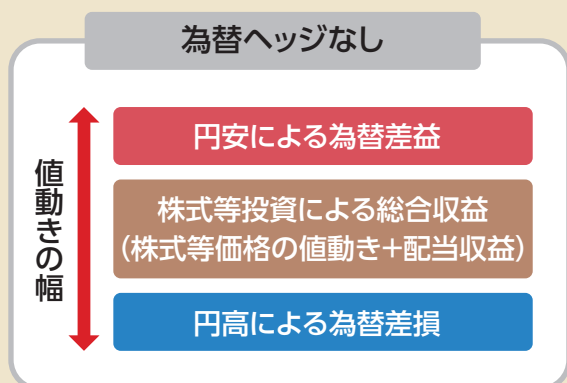 為替ヘッジなし
値動きの幅
円安による為替差益
株式等投資による総合収益
（株式等価格の値動き＋配当収益）
円高による為替差損